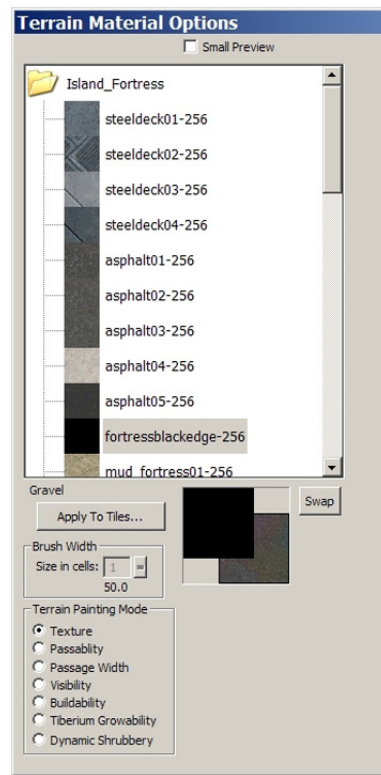 Terrain Material Options
Small Preview
Island_Fortress
steeldeck01-256
steeldeck02-256
steeldeck03-256
steeldeck04-256
asphalt01-256
asphalt02-256
asphalt03-256
asphalt04-256
asphalt05-256
fortressblackedge-256
mud_fortress01-256
Gravel
Apply To Tiles...
Swap
Brush Width
Size in cells: 1
50.0
Terrain Painting Mode
Texture
Passablity
Passage Width
Visibility
Buildability
Tiberium Growability
Dynamic Shrubbery